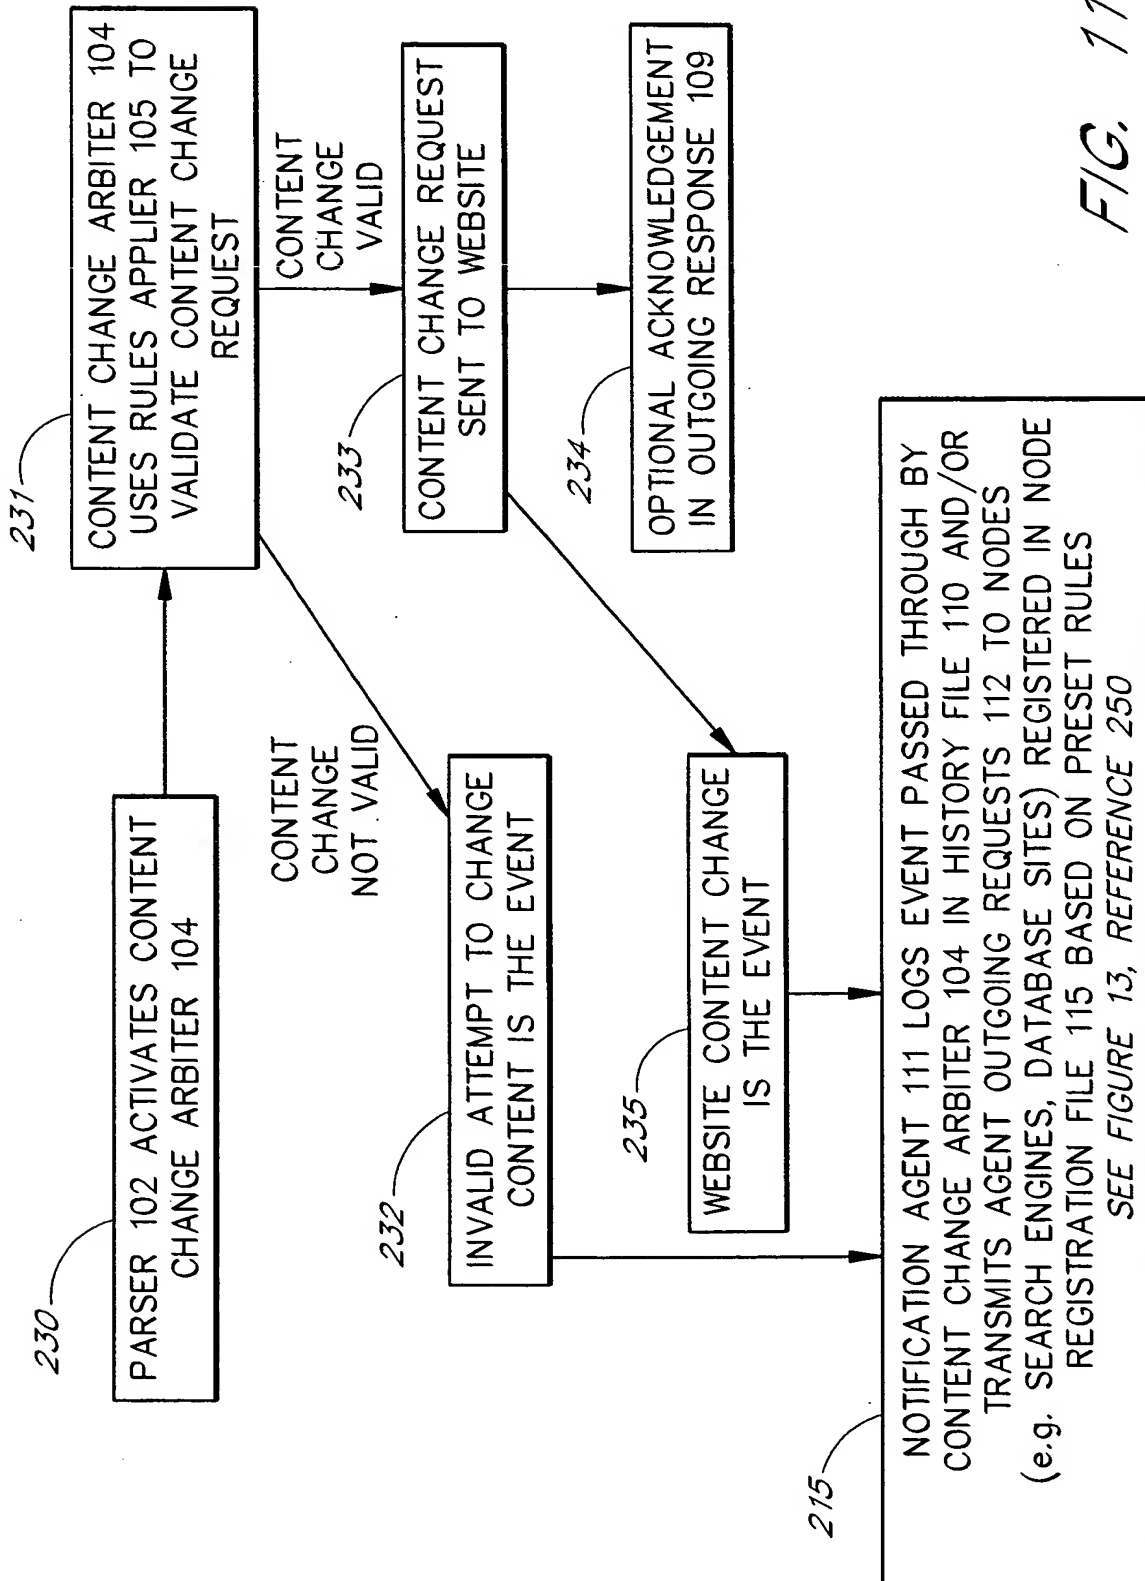 230
PARSER 102 ACTIVATES CONTENT
CHANGE ARBITER 104
231
CONTENT CHANGE ARBITER 104
USES RULES APPLIER 105 TO
VALIDATE CONTENT CHANGE
REQUEST
CONTENT
CHANGE
NOT VALID
CONTENT
CHANGE
VALID
232
INVALID ATTEMPT TO CHANGE
CONTENT IS THE EVENT
233
CONTENT CHANGE REQUEST
SENT TO WEBSITE
234
OPTIONAL ACKNOWLEDGEMENT
IN OUTGOING RESPONSE 109
235
WEBSITE CONTENT CHANGE
IS THE EVENT
215
NOTIFICATION AGENT 111 LOGS EVENT PASSED THROUGH BY
CONTENT CHANGE ARBITER 104 IN HISTORY FILE 110 AND/OR
TRANSMITS AGENT OUTGOING REQUESTS 112 TO NODES
(e.g. SEARCH ENGINES, DATABASE SITES) REGISTERED IN NODE
REGISTRATION FILE 115 BASED ON PRESET RULES
SEE FIGURE 13, REFERENCE 250
FIG. 11